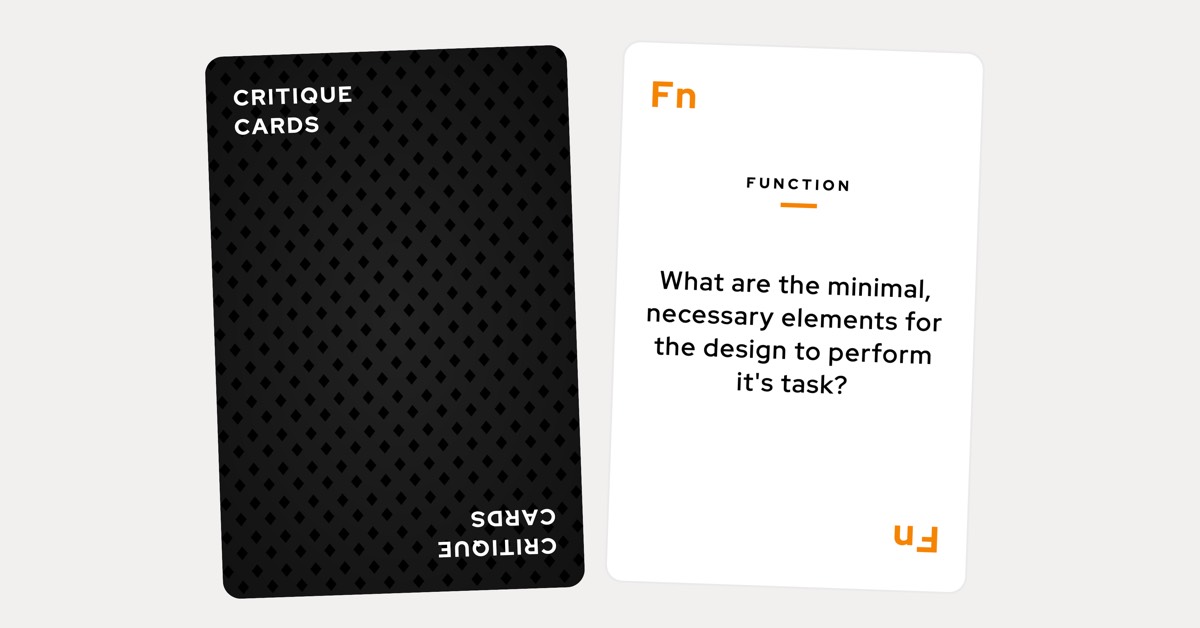 CRITIQUE
CARDS
CARDS
CRITIQUE
Fn
FUNCTION
What are the minimal,
necessary elements for
the design to perform
it's task?
Fn